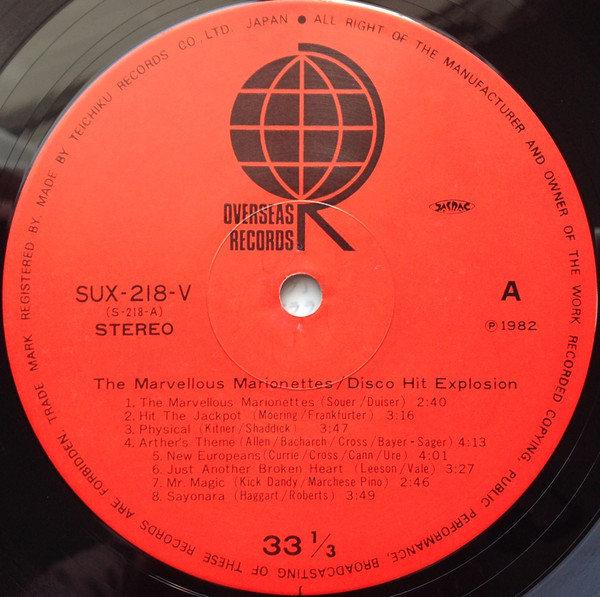 MADE BY TEICHIKU RECORDS CO., LTD. JAPAN ● ALL RIGHT OF THE MANUFACTURER AND OWNER OF THE WORK RECORDED COPYING, PUBLIC PERFORMANCE, BROADCASTING OF THESE RECORDS ARE FORBIDDEN. TRADE MARK REGISTERED BY.
OVERSEAS
RECORDS
JASRAC
SUX-218-V
(S-218-A)
STEREO
A
℗1982
The Marvellous Marionettes/Disco Hit Explosion
1. The Marvellous Marionettes (Souer/Duiser) 2:40
2. Hit The Jackpot (Moering/Frankfurter) 3:16
3. Physical (Kitner/Shaddick) 3:47
4. Arther's Theme (Allen/Bacharch/Cross/Bayer-Sager) 4:13
5. New Europeans (Currie/Cross/Cann/Ure) 4:01
6. Just Another Broken Heart (Leeson/Vale) 3:27
7. Mr. Magic (Kick Dandy/Marchese Pino) 2:46
8. Sayonara (Haggart/Roberts) 3:49
33 1/3
J